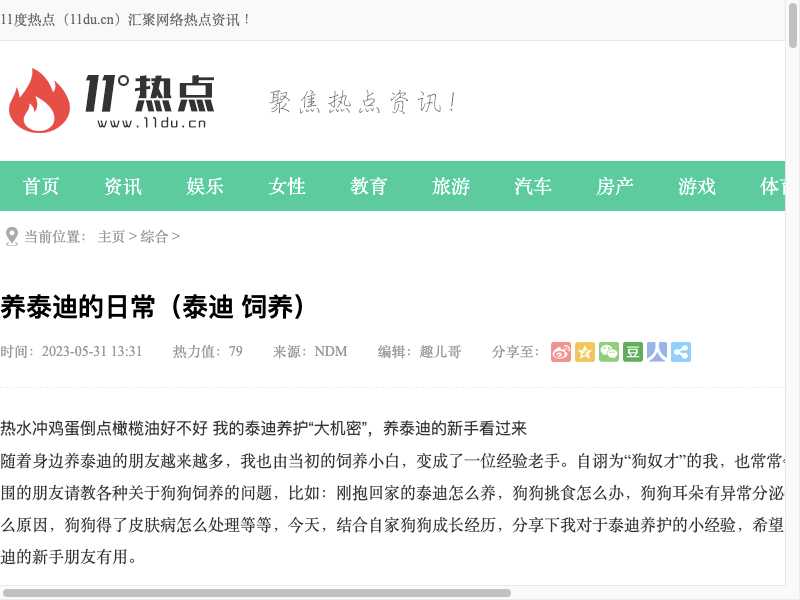 11度热点（11du.cn）汇聚网络热点资讯！
11°热点
www.11du.cn
聚焦热点资讯！
首页 资讯 娱乐 女性 教育 旅游 汽车 房产 游戏 体育
当前位置： 主页 > 综合 >
养泰迪的日常（泰迪 饲养）
时间：2023-05-31 13:31 热力值：79 来源：NDM 编辑：趣儿哥 分享至：
豆
热水冲鸡蛋倒点橄榄油好不好 我的泰迪养护“大机密”，养泰迪的新手看过来
随着身边养泰迪的朋友越来越多，我也由当初的饲养小白，变成了一位经验老手。自诩为“狗奴才”的我，也常常
围的朋友请教各种关于狗狗饲养的问题，比如：刚抱回家的泰迪怎么养，狗狗挑食怎么办，狗狗耳朵有异常分泌
么原因，狗狗得了皮肤病怎么处理等等，今天，结合自家狗狗成长经历，分享下我对于泰迪养护的小经验，希望
迪的新手朋友有用。